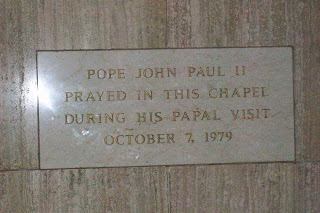 POPE JOHN PAUL II
PRAYED IN THIS CHAPEL
DURING HIS PAPAL VISIT
OCTOBER 7, 1979